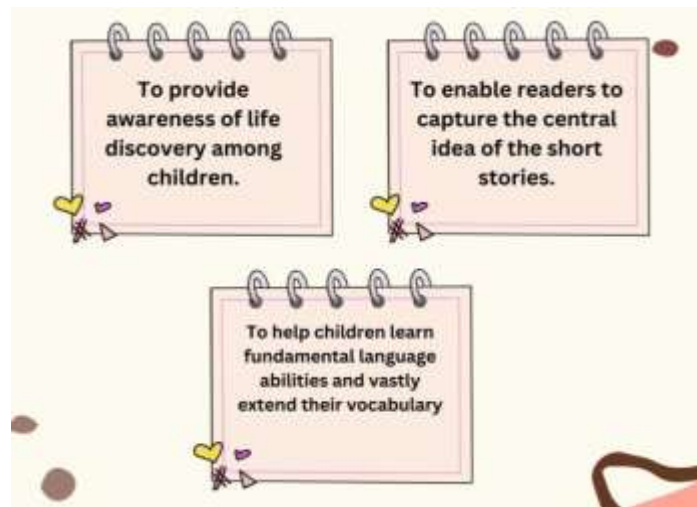 To provide
awareness of life
discovery among
children.
To enable readers to
capture the central
idea of the short
stories.
To help children learn
fundamental language
abilities and vastly
extend their vocabulary